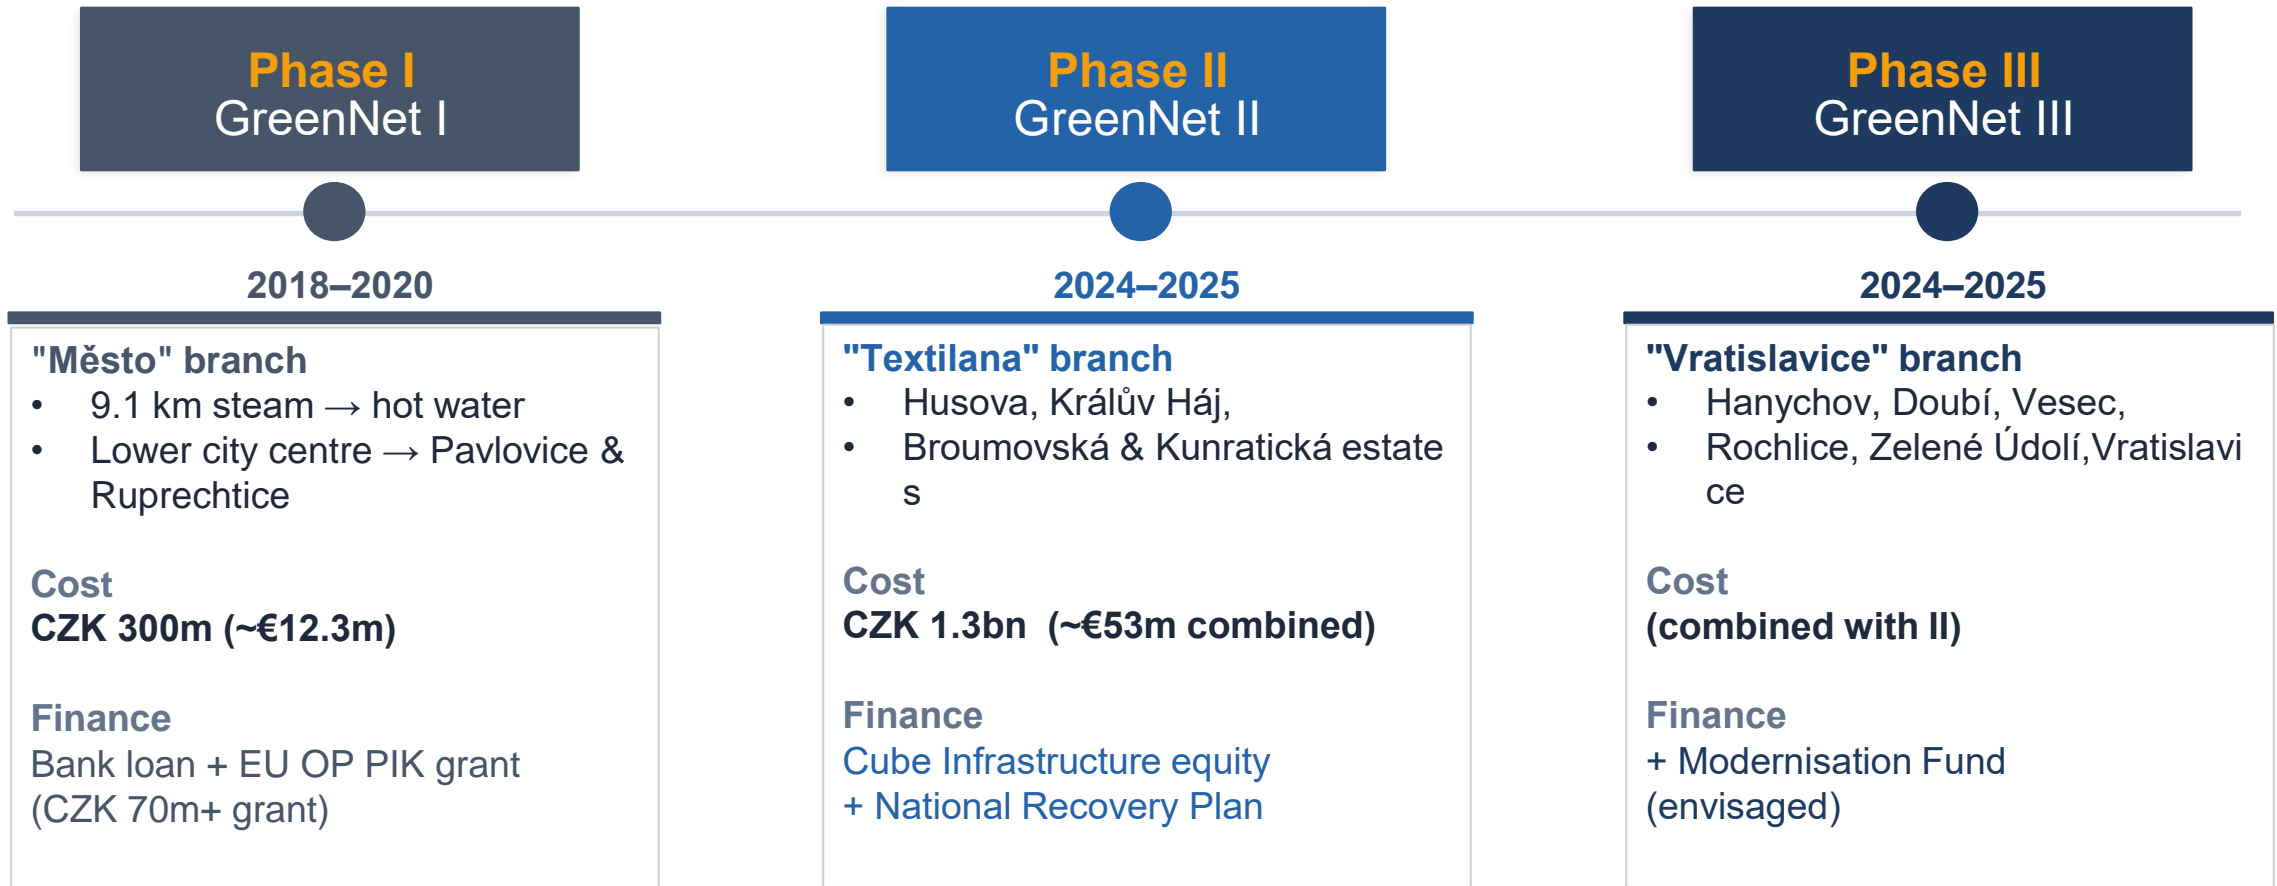 Phase I
GreenNet I
2018–2020
"Město" branch
• 9.1 km steam → hot water
• Lower city centre → Pavlovice &
Ruprechtice
Cost
CZK 300m (~€12.3m)
Finance
Bank loan + EU OP PIK grant
(CZK 70m+ grant)
Phase II
GreenNet II
2024–2025
"Textilana" branch
• Husova, Králův Háj,
• Broumovská & Kunratická estate
s
Cost
CZK 1.3bn  (~€53m combined)
Finance
Cube Infrastructure equity
+ National Recovery Plan
Phase III
GreenNet III
2024–2025
"Vratislavice" branch
• Hanychov, Doubí, Vesec,
• Rochlice, Zelené Údolí,Vratislavi
ce
Cost
(combined with II)
Finance
+ Modernisation Fund
(envisaged)